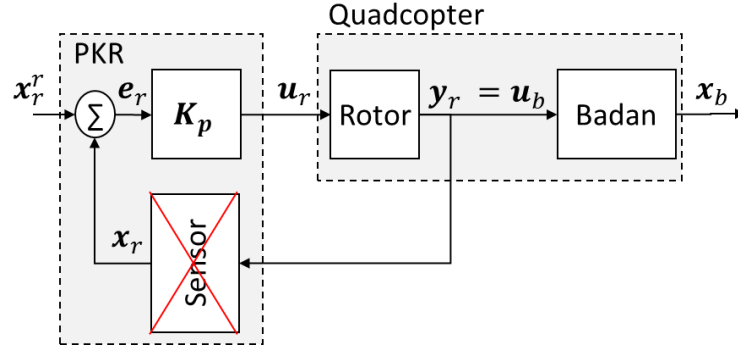 Quadcopter
PKR
x_r^r
Σ
e_r
K_p
u_r
Rotor
y_r = u_b
Badan
x_b
x_r
Sensor